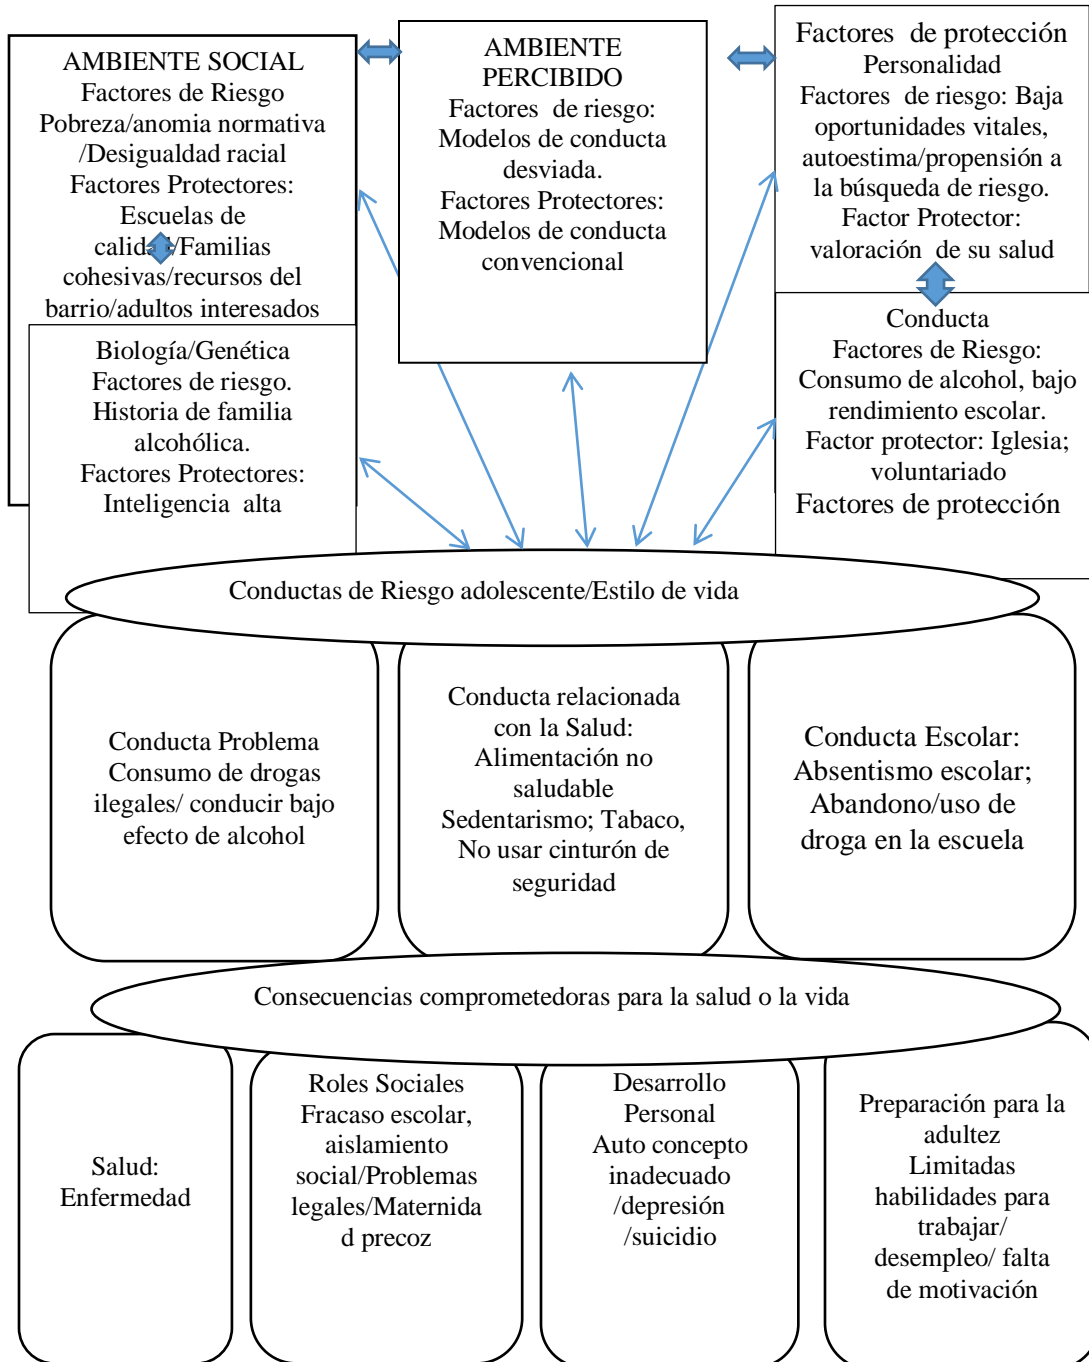 AMBIENTE SOCIAL
Factores de Riesgo
Pobreza/anomia normativa
/Desigualdad racial
Factores Protectores:
Escuelas de
calidad/Familias
cohesivas/recursos del
barrio/adultos interesados
Biología/Genética
Factores de riesgo.
Historia de familia
alcohólica.
Factores Protectores:
Inteligencia alta
AMBIENTE
PERCIBIDO
Factores de riesgo:
Modelos de conducta
desviada.
Factores Protectores:
Modelos de conducta
convencional
Factores de protección
Personalidad
Factores de riesgo: Baja
oportunidades vitales,
autoestima/propensión a
la búsqueda de riesgo.
Factor Protector:
valoración de su salud
Conducta
Factores de Riesgo:
Consumo de alcohol, bajo
rendimiento escolar.
Factor protector: Iglesia;
voluntariado
Factores de protección
Conductas de Riesgo adolescente/Estilo de vida
Conducta Problema
Consumo de drogas
ilegales/ conducir bajo
efecto de alcohol
Conducta relacionada
con la Salud:
Alimentación no
saludable
Sedentarismo; Tabaco,
No usar cinturón de
seguridad
Conducta Escolar:
Absentismo escolar;
Abandono/uso de
droga en la escuela
Consecuencias comprometedoras para la salud o la vida
Salud:
Enfermedad
Roles Sociales
Fracaso escolar,
aislamiento
social/Problemas
legales/Maternida
d precoz
Desarrollo
Personal
Auto concepto
inadecuado
/depresión
/suicidio
Preparación para la
adultez
Limitadas
habilidades para
trabajar/
desempleo/ falta
de motivación